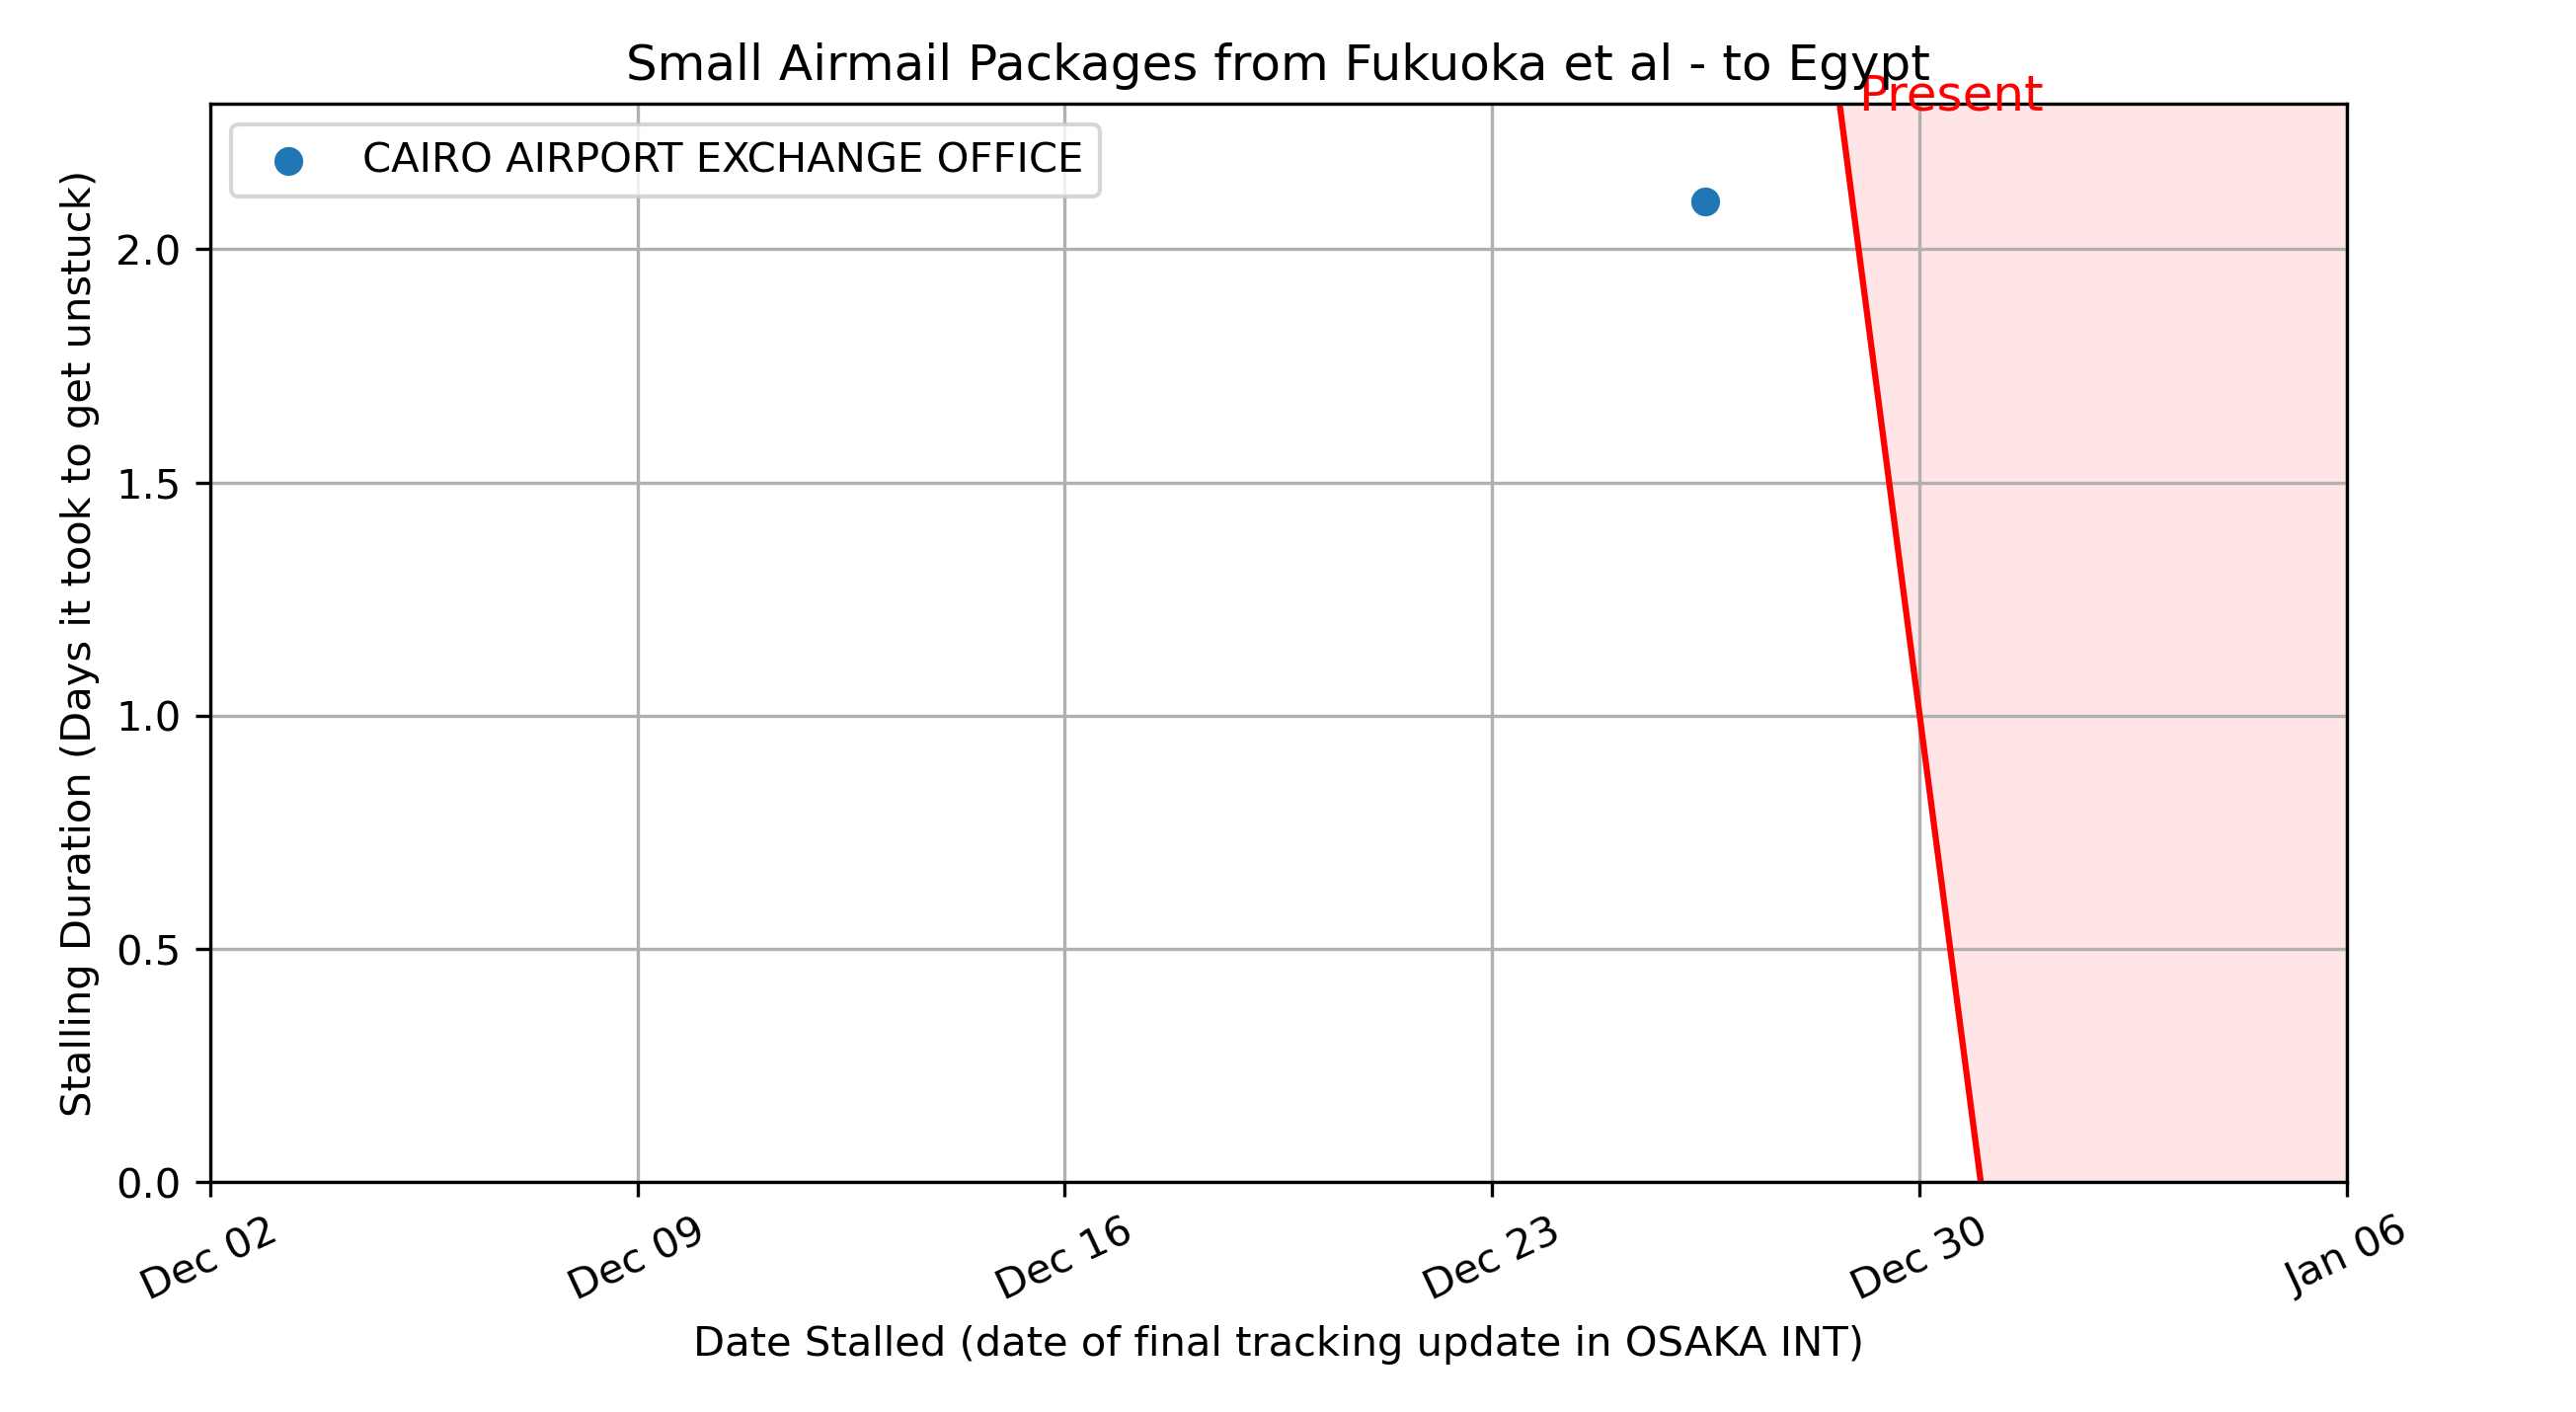 Small Airmail Packages from Fukuoka et al - to Egypt
Present
CAIRO AIRPORT EXCHANGE OFFICE
Stalling Duration (Days it took to get unstuck)
2.0
1.5
1.0
0.5
0.0
Dec 02
Dec 09
Dec 16
Dec 23
Dec 30
Jan 06
Date Stalled (date of final tracking update in OSAKA INT)